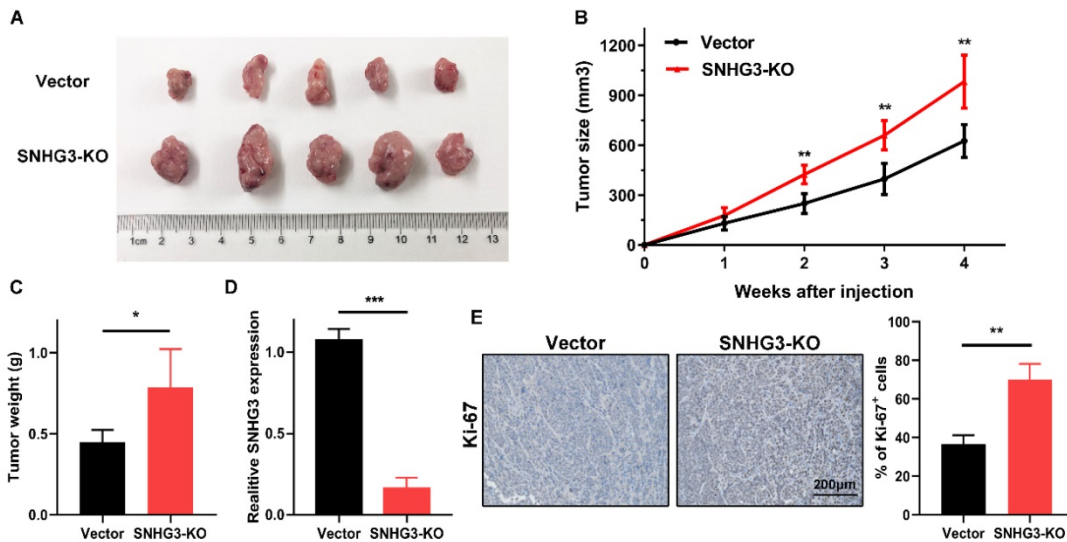 A
Vector
SNHG3-KO
1cm 2 3 4 5 6 7 8 9 10 11 12 13
B
Vector
SNHG3-KO
Tumor size (mm3)
1200
900
600
300
0
** ** **
0 1 2 3 4
Weeks after injection
C
Tumor weight (g)
1.0
0.5
0.0
*
Vector SNHG3-KO
D
Realitive SNHG3 expression
1.0
0.5
0.0
***
Vector SNHG3-KO
E
Vector SNHG3-KO
Ki-67
200μm
% of Ki-67+ cells
100
80
60
40
20
0
**
Vector SNHG3-KO